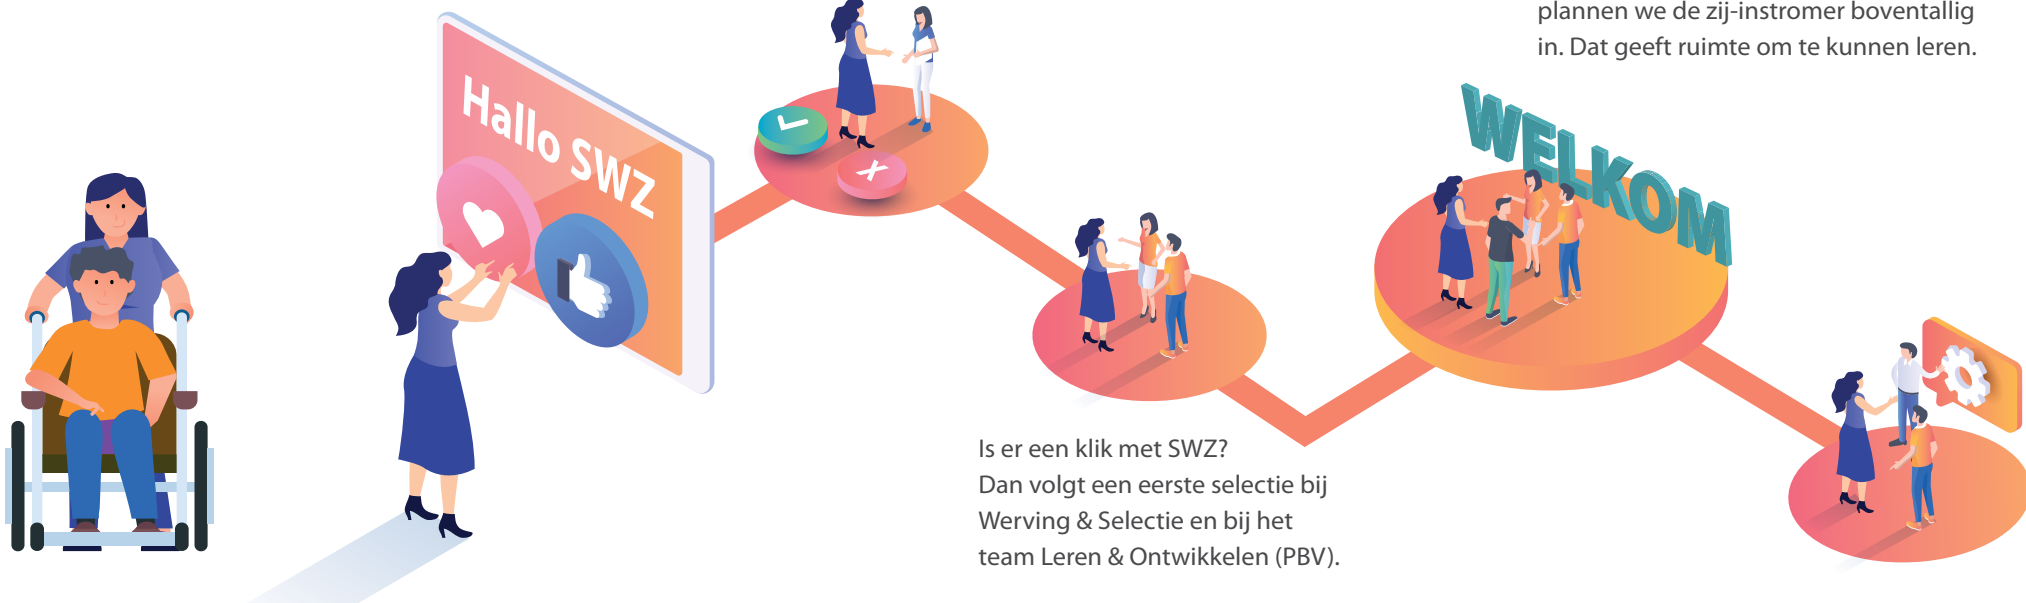 plannen we de zij-instromer boventallig
in. Dat geeft ruimte om te kunnen leren.
Hallo SWZ
WELKOM
Is er een klik met SWZ?
Dan volgt een eerste selectie bij
Werving & Selectie en bij het
team Leren & Ontwikkelen (PBV).